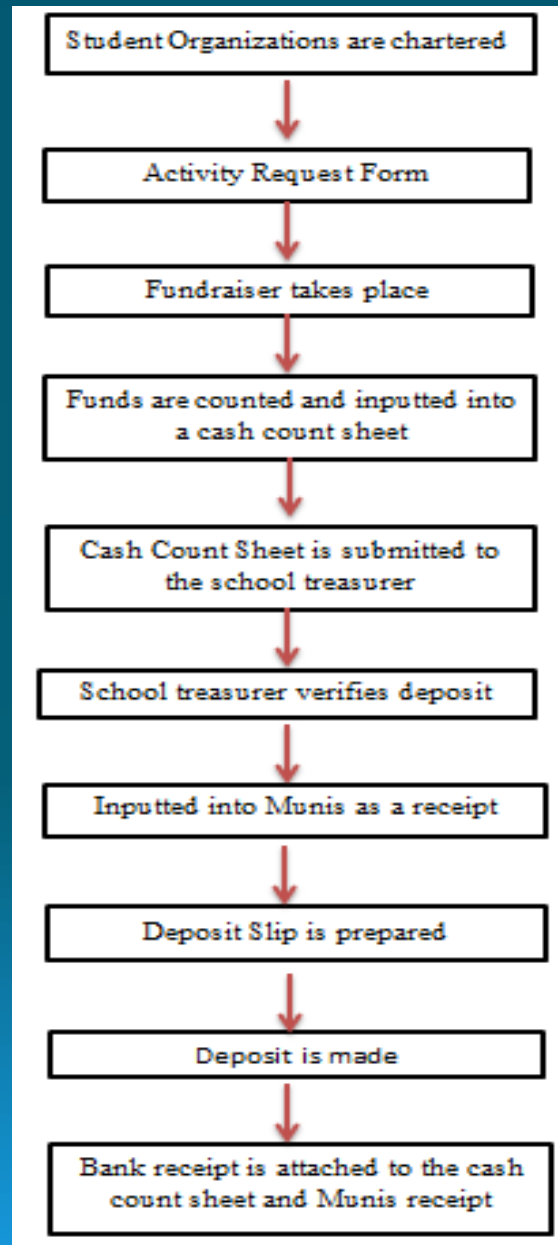 Student Organizations are chartered
Activity Request Form
Fundraiser takes place
Funds are counted and inputted into
a cash count sheet
Cash Count Sheet is submitted to
the school treasurer
School treasurer verifies deposit
Inputted into Munis as a receipt
Deposit Slip is prepared
Deposit is made
Bank receipt is attached to the cash
count sheet and Munis receipt